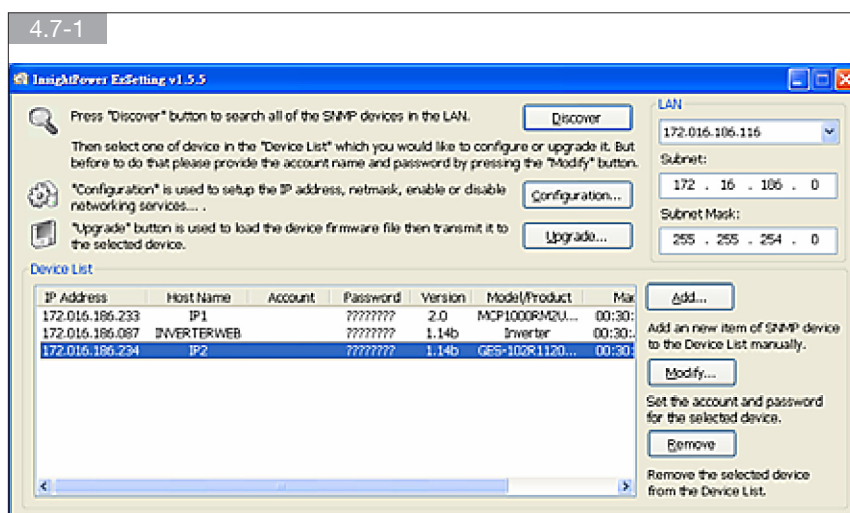 4.7-1
InsightPower EzSetting v1.5.5
Press "Discover" button to search all of the SNMP devices in the LAN.
Discover
Then select one of device in the "Device List" which you would like to configure or upgrade it. But
before to do that please provide the account name and password by pressing the "Modify" button.
"Configuration" is used to setup the IP address, netmask, enable or disable
networking services... .
Configuration...
"Upgrade" button is used to load the device firmware file then transmit it to
the selected device.
Upgrade...
LAN
172.016.186.116
Subnet:
172 . 16 . 186 . 0
Subnet Mask:
255 . 255 . 254 . 0
Device List
IP Address Host Name Account Password Version Model/Product Mac
172.016.186.233 IP1 ???????? 2.0 MCP1000RM2U... 00:30:
172.016.186.087 INVERTERWEB ???????? 1.14b Inverter 00:30:
172.016.186.234 IP2 ???????? 1.14b GES-102R1120... 00:30:
Add...
Add an new item of SNMP device
to the Device List manually.
Modify...
Set the account and password
for the selected device.
Remove
Remove the selected device
from the Device List.